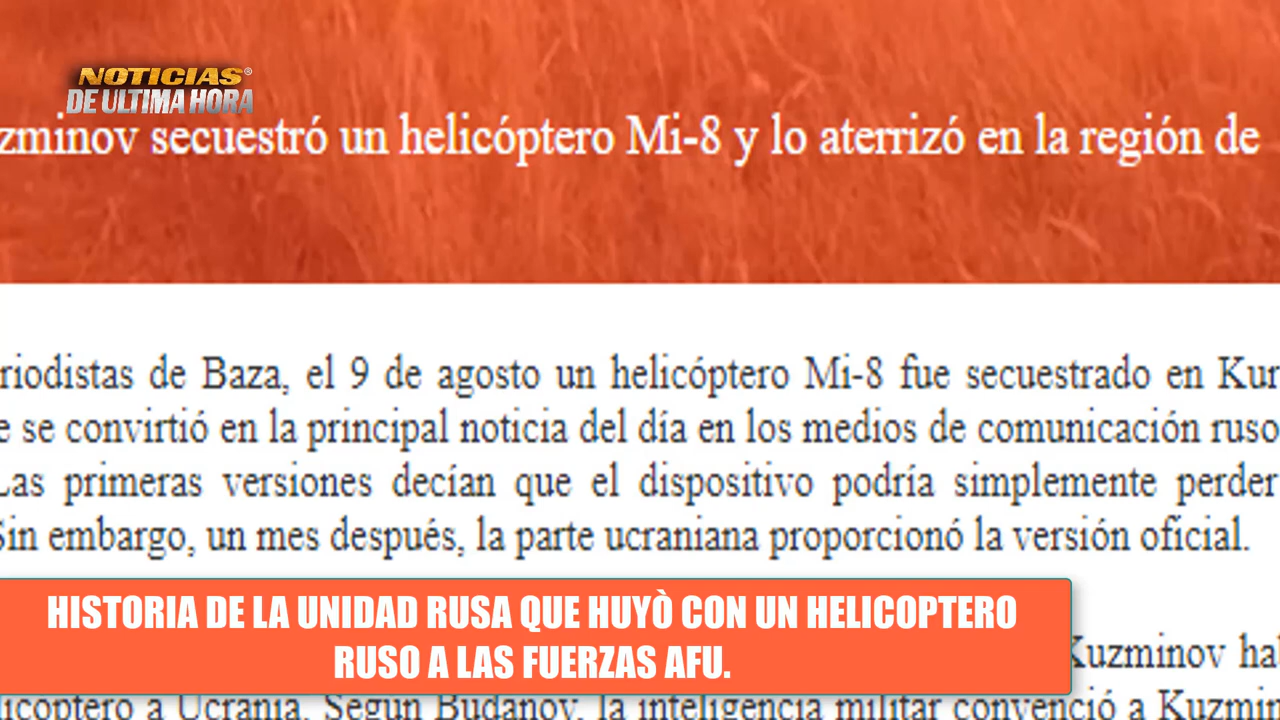 NOTICIAS®
DE ULTIMA HORA
zminov secuestró un helicóptero Mi-8 y lo aterrizó en la región de
riodistas de Baza, el 9 de agosto un helicóptero Mi-8 fue secuestrado en Kur
e se convirtió en la principal noticia del día en los medios de comunicación ruso
Las primeras versiones decían que el dispositivo podría simplemente perder
Sin embargo, un mes después, la parte ucraniana proporcionó la versión oficial.
HISTORIA DE LA UNIDAD RUSA QUE HUYÒ CON UN HELICOPTERO
RUSO A LAS FUERZAS AFU.
Kuzminov hal
licóptero a Ucrania. Según Budanov, la inteligencia militar convenció a Kuzmin